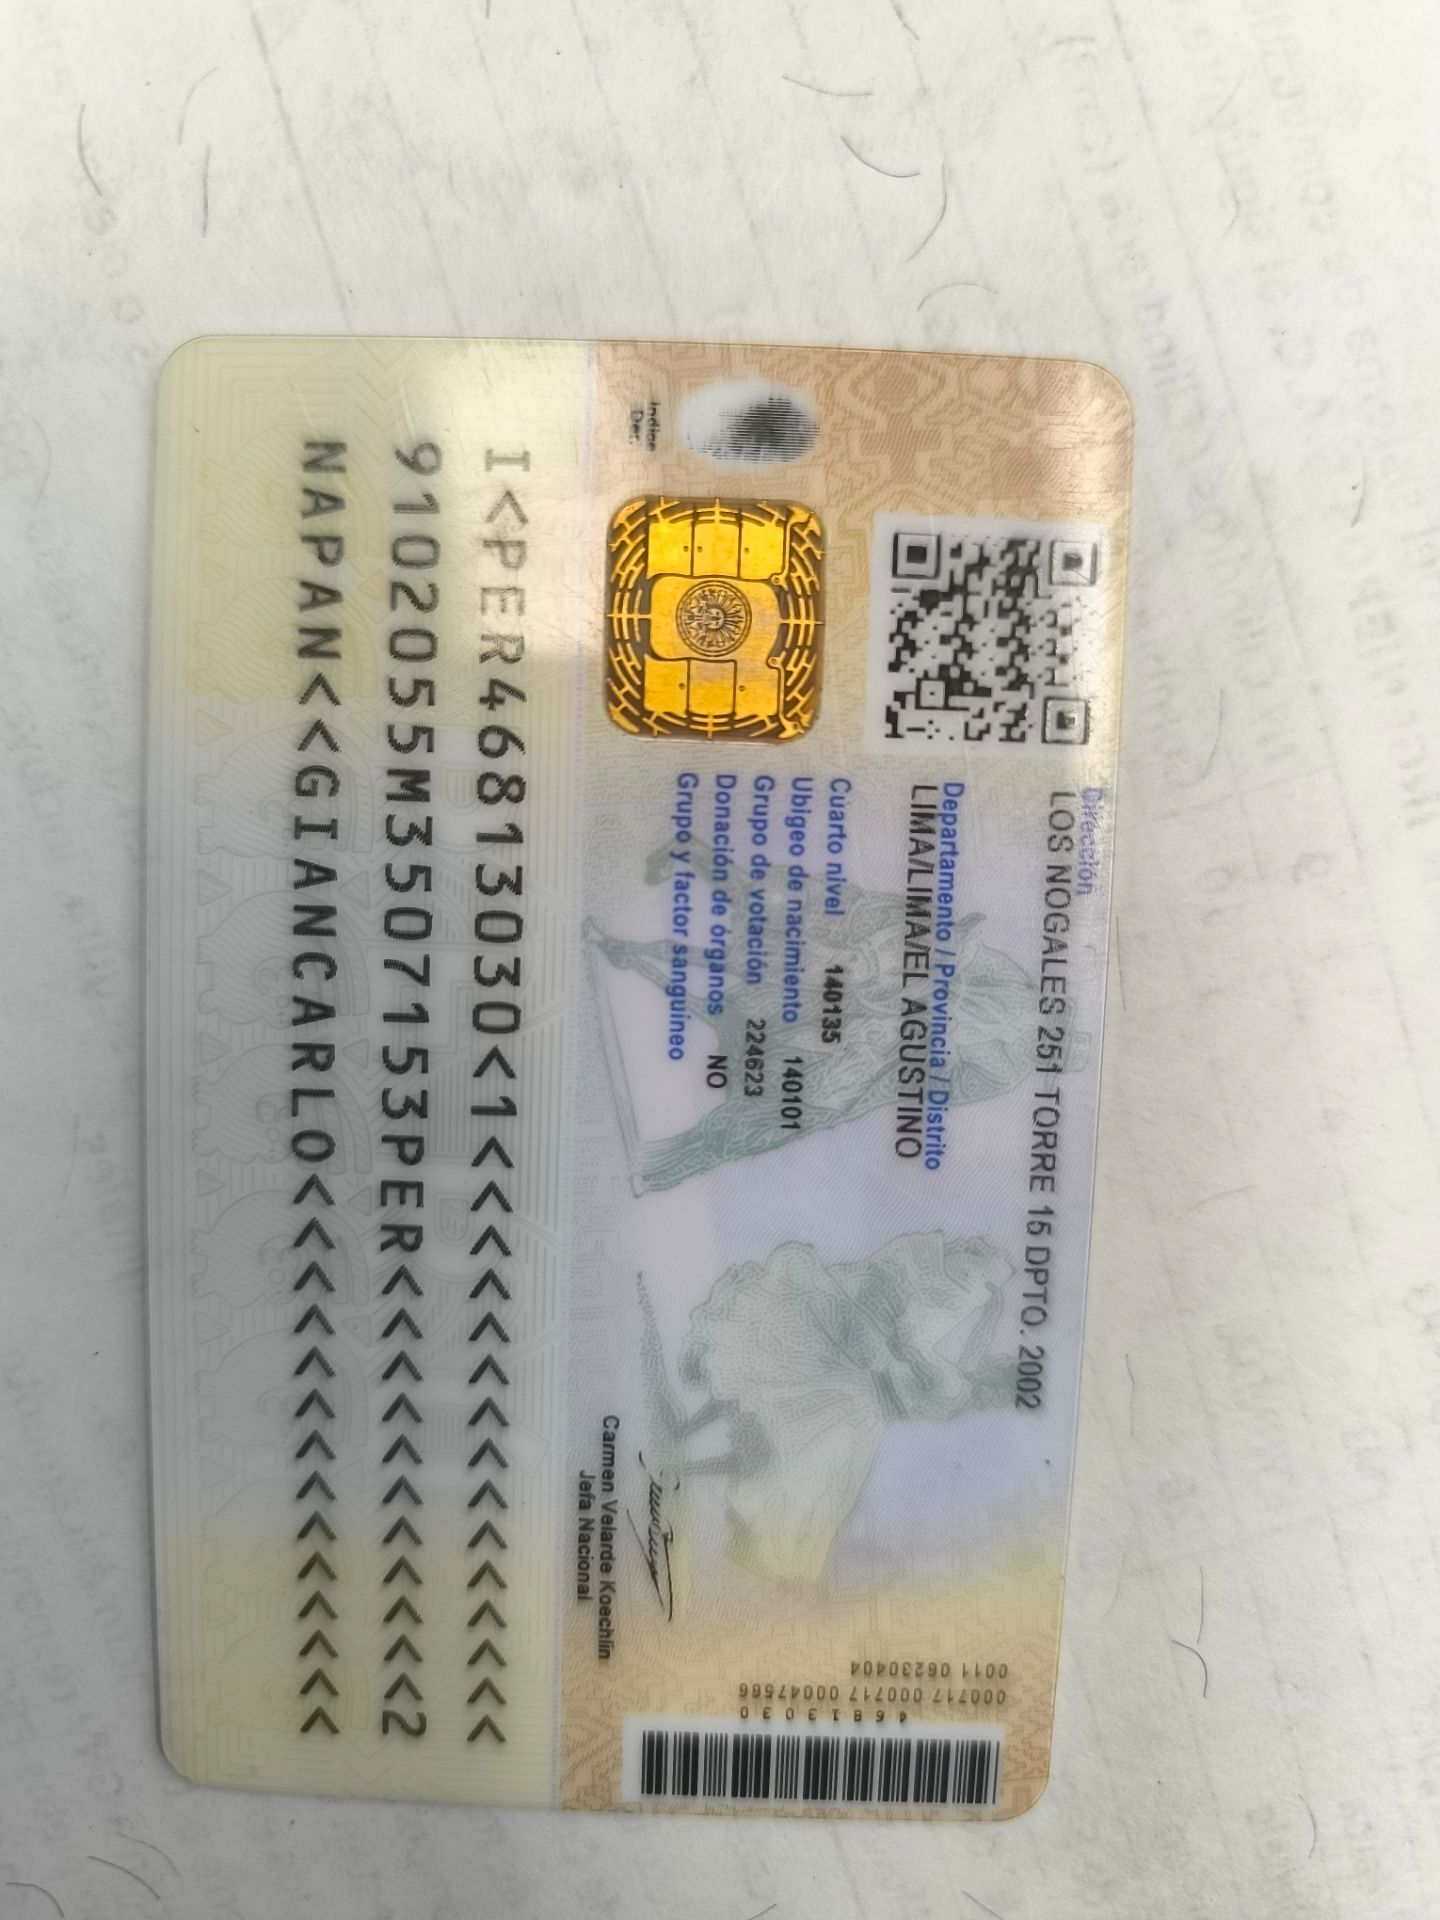 Dirección
LOS NOGALES 251 TORRE 15 DPTO. 2002
Departamento / Provincia / Distrito
LIMA/LIMA/EL AGUSTINO
Cuarto nivel 140135
Ubigeo de nacimiento 140101
Grupo de votación 224623
Donación de órganos NO
Grupo y factor sanguíneo
Indice
Der.
Carmen Velarde Koechlin
Jefa Nacional
0011 06230404
000717 000717 00047566
46813030
I<PER46813030<1<<<<<<<<<<<<<<<
9102055M3507153PER<<<<<<<<<<<2
NAPAN<<GIANCARLO<<<<<<<<<<<<<<